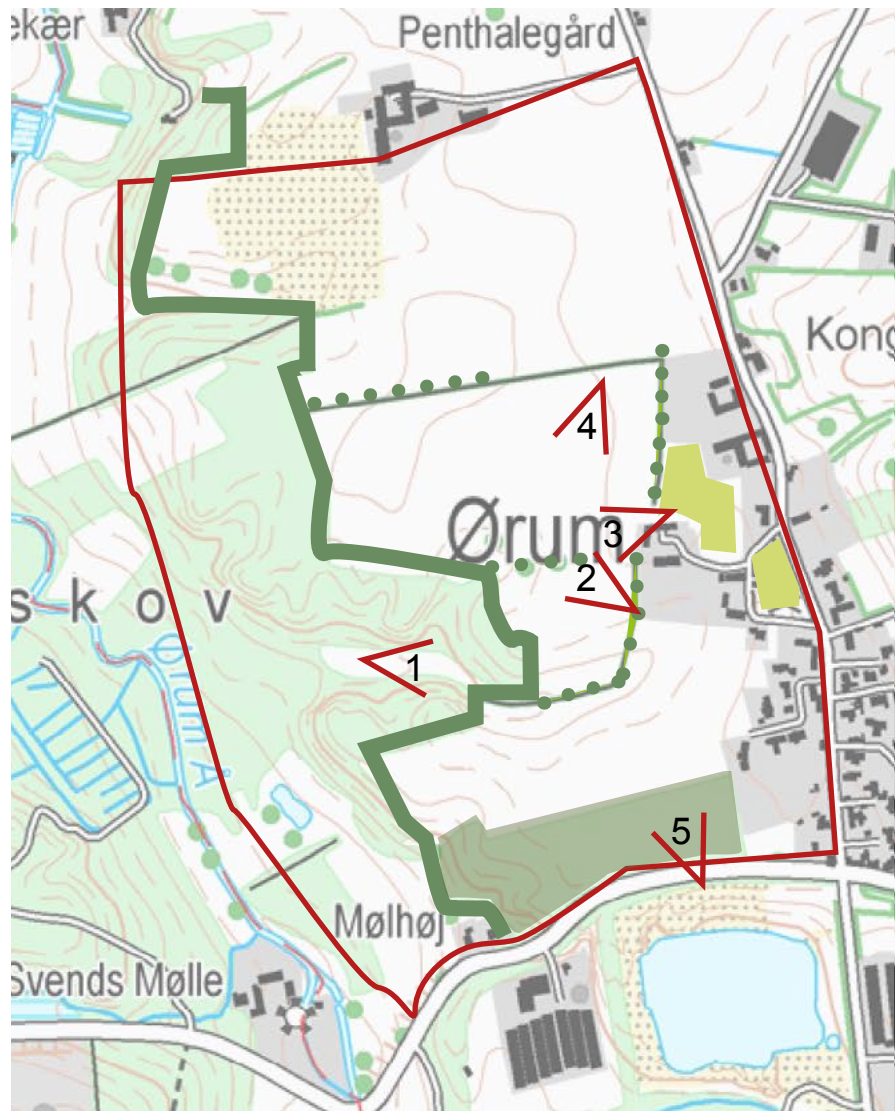 ekær
Penthalegård
Kong
4
Ørum
3
2
s k o v
1
Ørum Å
5
Mølhøj
Svends Mølle